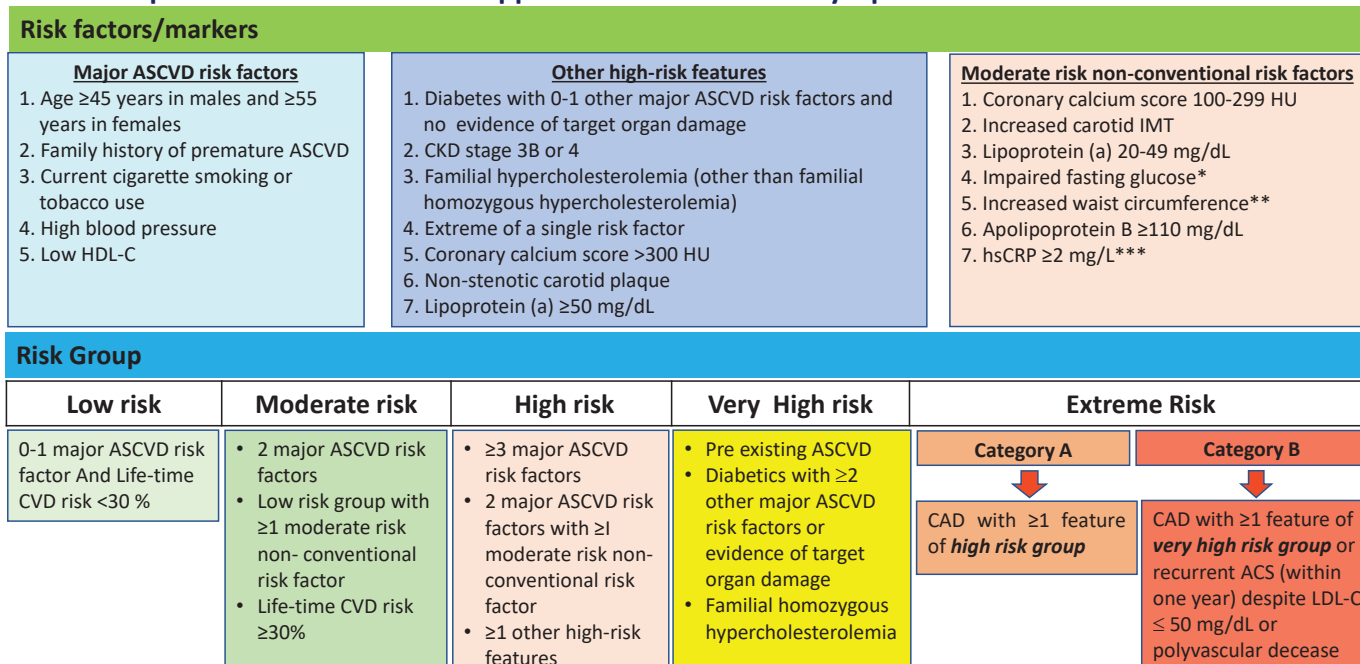 Risk factors/markers
Major ASCVD risk factors
1. Age ≥45 years in males and ≥55
years in females
2. Family history of premature ASCVD
3. Current cigarette smoking or
tobacco use
4. High blood pressure
5. Low HDL-C
Other high-risk features
1. Diabetes with 0-1 other major ASCVD risk factors and
no evidence of target organ damage
2. CKD stage 3B or 4
3. Familial hypercholesterolemia (other than familial
homozygous hypercholesterolemia)
4. Extreme of a single risk factor
5. Coronary calcium score >300 HU
6. Non-stenotic carotid plaque
7. Lipoprotein (a) ≥50 mg/dL
Moderate risk non-conventional risk factors
1. Coronary calcium score 100-299 HU
2. Increased carotid IMT
3. Lipoprotein (a) 20-49 mg/dL
4. Impaired fasting glucose*
5. Increased waist circumference**
6. Apolipoprotein B ≥110 mg/dL
7. hsCRP ≥2 mg/L***
Risk Group
Low risk
0-1 major ASCVD risk
factor And Life-time
CVD risk <30 %
Moderate risk
• 2 major ASCVD risk
factors
• Low risk group with
≥1 moderate risk
non- conventional
risk factor
• Life-time CVD risk
≥30%
High risk
• ≥3 major ASCVD
risk factors
• 2 major ASCVD risk
factors with ≥I
moderate risk non-
conventional risk
factor
• ≥1 other high-risk
features
Very High risk
• Pre existing ASCVD
• Diabetics with ≥2
other major ASCVD
risk factors or
evidence of target
organ damage
• Familial homozygous
hypercholesterolemia
Extreme Risk
Category A
CAD with ≥1 feature
of high risk group
Category B
CAD with ≥1 feature of
very high risk group or
recurrent ACS (within
one year) despite LDL-C
≤ 50 mg/dL or
polyvascular decease